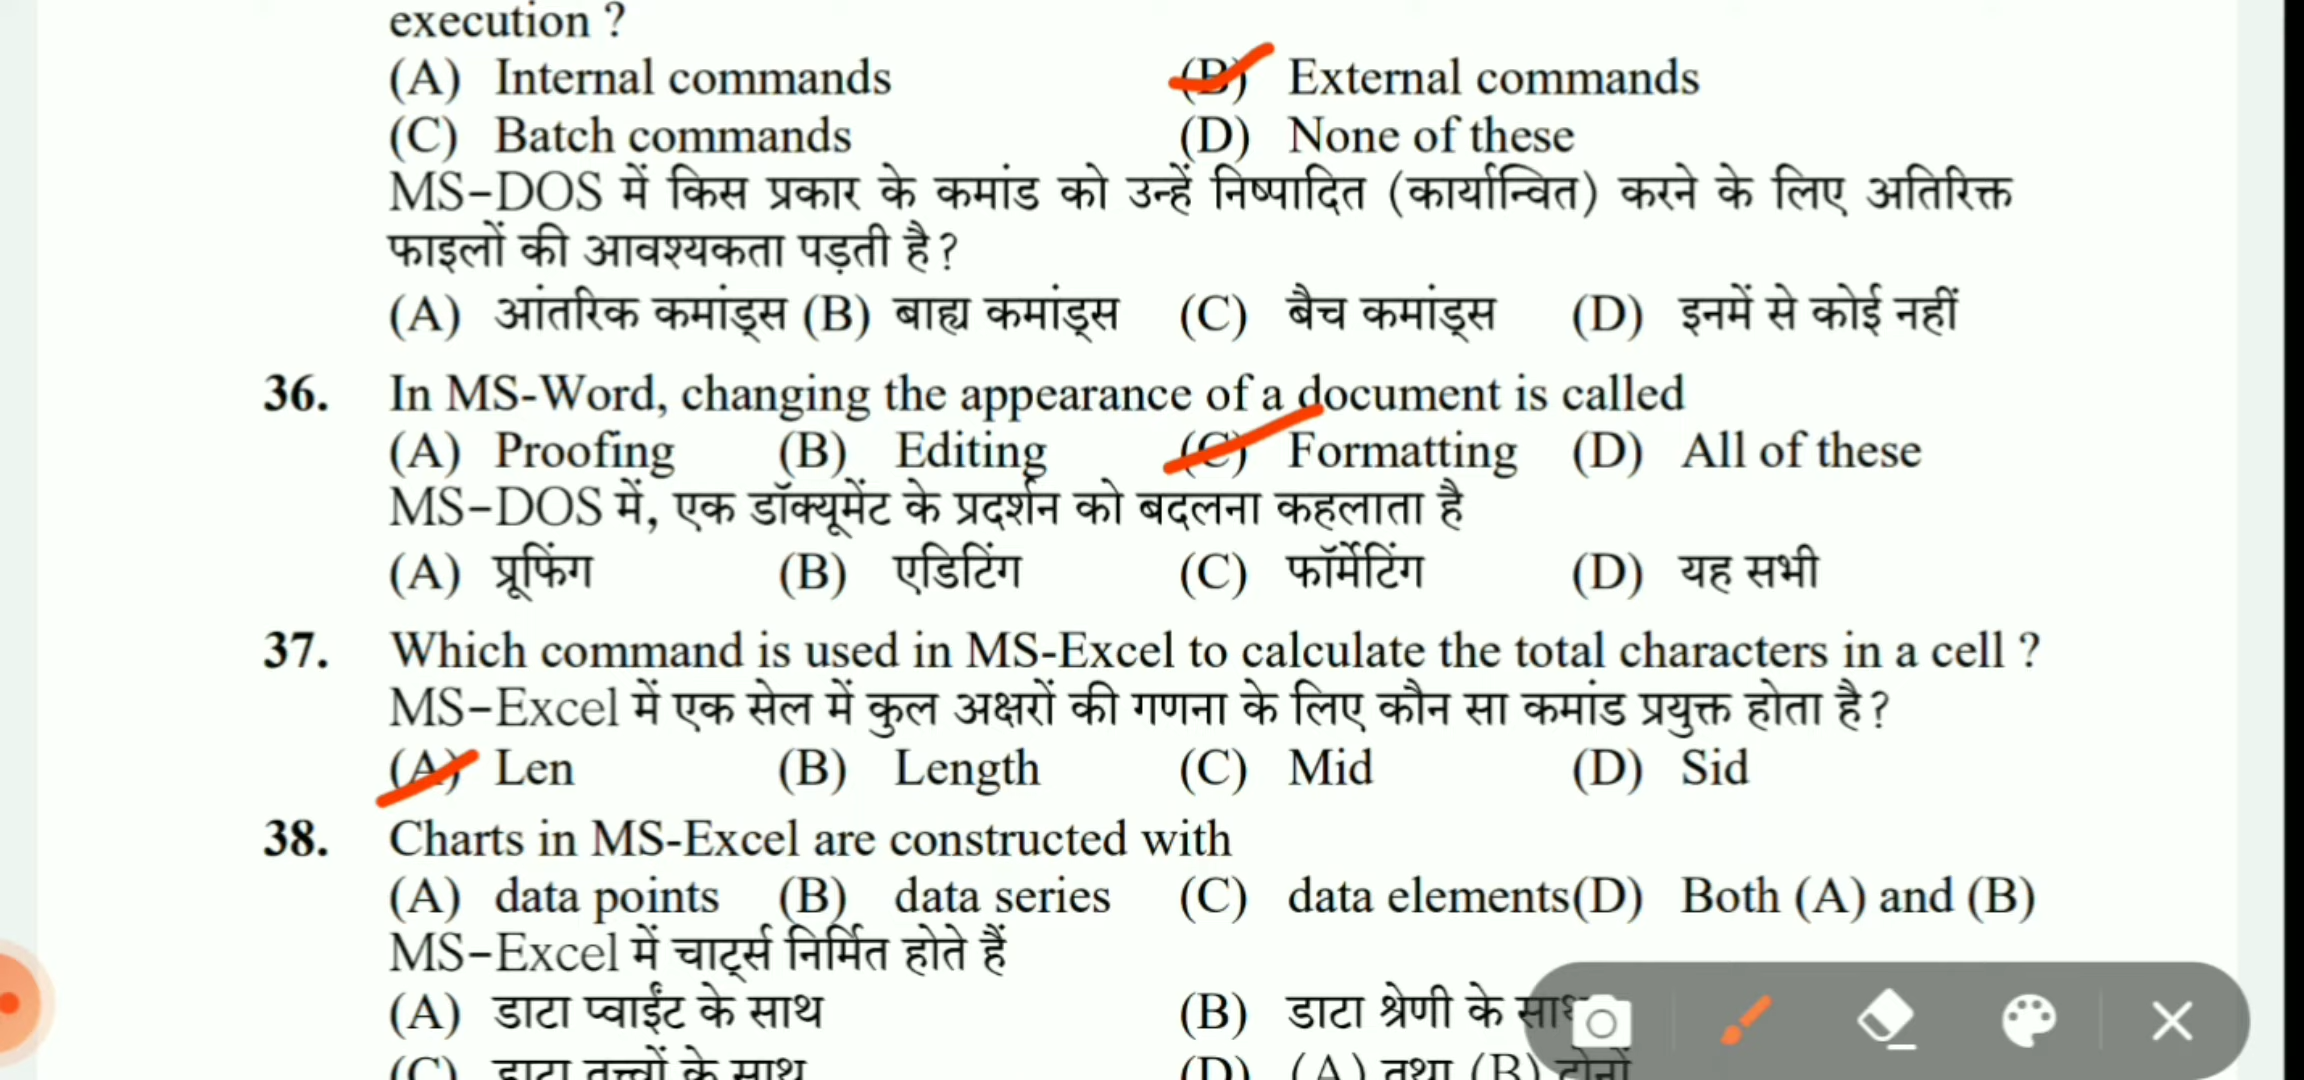 execution ?
(A) Internal commands (B) External commands
(C) Batch commands (D) None of these
MS-DOS में किस प्रकार के कमांड को उन्हें निष्पादित (कार्यान्वित) करने के लिए अतिरिक्त
फाइलों की आवश्यकता पड़ती है?
(A) आंतरिक कमांड्स (B) बाह्य कमांड्स (C) बैच कमांड्स (D) इनमें से कोई नहीं
36. In MS-Word, changing the appearance of a document is called
(A) Proofing (B) Editing (C) Formatting (D) All of these
MS-DOS में, एक डॉक्यूमेंट के प्रदर्शन को बदलना कहलाता है
(A) प्रूफिंग (B) एडिटिंग (C) फॉर्मेटिंग (D) यह सभी
37. Which command is used in MS-Excel to calculate the total characters in a cell ?
MS-Excel में एक सेल में कुल अक्षरों की गणना के लिए कौन सा कमांड प्रयुक्त होता है?
(A) Len (B) Length (C) Mid (D) Sid
38. Charts in MS-Excel are constructed with
(A) data points (B) data series (C) data elements (D) Both (A) and (B)
MS-Excel में चार्ट्स निर्मित होते हैं
(A) डाटा प्वाईंट के साथ (B) डाटा श्रेणी के साथ
(C) डाटा तत्त्वों के साथ (D) (A) तथा (B) दोनों